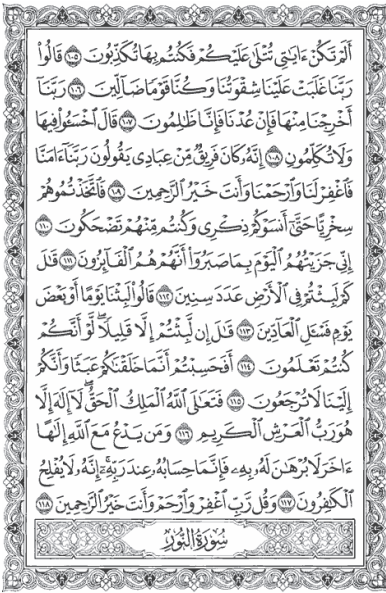 أَلَمْ تَكُنْ ءَايَٰتِي تُتْلَىٰ عَلَيْكُمْ فَكُنتُم بِهَا تُكَذِّبُونَ ١٠٥ قَالُوا۟
رَبَّنَا غَلَبَتْ عَلَيْنَا شِقْوَتُنَا وَكُنَّا قَوْمًا ضَآلِّينَ ١٠٦ رَبَّنَآ
أَخْرِجْنَا مِنْهَا فَإِنْ عُدْنَا فَإِنَّا ظَٰلِمُونَ ١٠٧ قَالَ ٱخْسَـُٔوا۟ فِيهَا
وَلَا تُكَلِّمُونِ ١٠٨ إِنَّهُۥ كَانَ فَرِيقٌ مِّنْ عِبَادِى يَقُولُونَ رَبَّنَآ ءَامَنَّا
فَٱغْفِرْ لَنَا وَٱرْحَمْنَا وَأَنتَ خَيْرُ ٱلرَّٰحِمِينَ ١٠٩ فَٱتَّخَذْتُمُوهُمْ
سِخْرِيًّا حَتَّىٰٓ أَنسَوْكُمْ ذِكْرِى وَكُنتُم مِّنْهُمْ تَضْحَكُونَ ١١٠
إِنِّى جَزَيْتُهُمُ ٱلْيَوْمَ بِمَا صَبَرُوٓا۟ أَنَّهُمْ هُمُ ٱلْفَآئِزُونَ ١١١ قَٰلَ
كَمْ لَبِثْتُمْ فِى ٱلْأَرْضِ عَدَدَ سِنِينَ ١١٢ قَالُوا۟ لَبِثْنَا يَوْمًا أَوْ بَعْضَ
يَوْمٍ فَسْـَٔلِ ٱلْعَآدِّينَ ١١٣ قَٰلَ إِن لَّبِثْتُمْ إِلَّا قَلِيلًا لَّوْ أَنَّكُمْ
كُنتُمْ تَعْلَمُونَ ١١٤ أَفَحَسِبْتُمْ أَنَّمَا خَلَقْنَٰكُمْ عَبَثًا وَأَنَّكُمْ
إِلَيْنَا لَا تُرْجَعُونَ ١١٥ فَتَعَٰلَى ٱللَّهُ ٱلْمَلِكُ ٱلْحَقُّ لَآ إِلَٰهَ إِلَّا
هُوَ رَبُّ ٱلْعَرْشِ ٱلْكَرِيمِ ١١٦ وَمَن يَدْعُ مَعَ ٱللَّهِ إِلَٰهًا
ءَاخَرَ لَا بُرْهَٰنَ لَهُۥ بِهِۦ فَإِنَّمَا حِسَابُهُۥ عِندَ رَبِّهِۦٓ إِنَّهُۥ لَا يُفْلِحُ
ٱلْكَٰفِرُونَ ١١٧ وَقُل رَّبِّ ٱغْفِرْ وَٱرْحَمْ وَأَنتَ خَيْرُ ٱلرَّٰحِمِينَ ١١٨
سُورَةُ النُّورِ